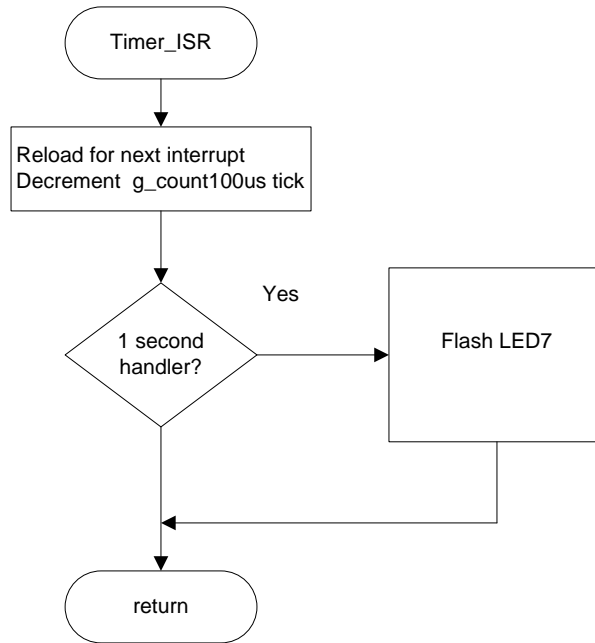 Timer_ISR
Reload for next interrupt
Decrement g_count100us tick
Yes
1 second
handler?
Flash LED7
return